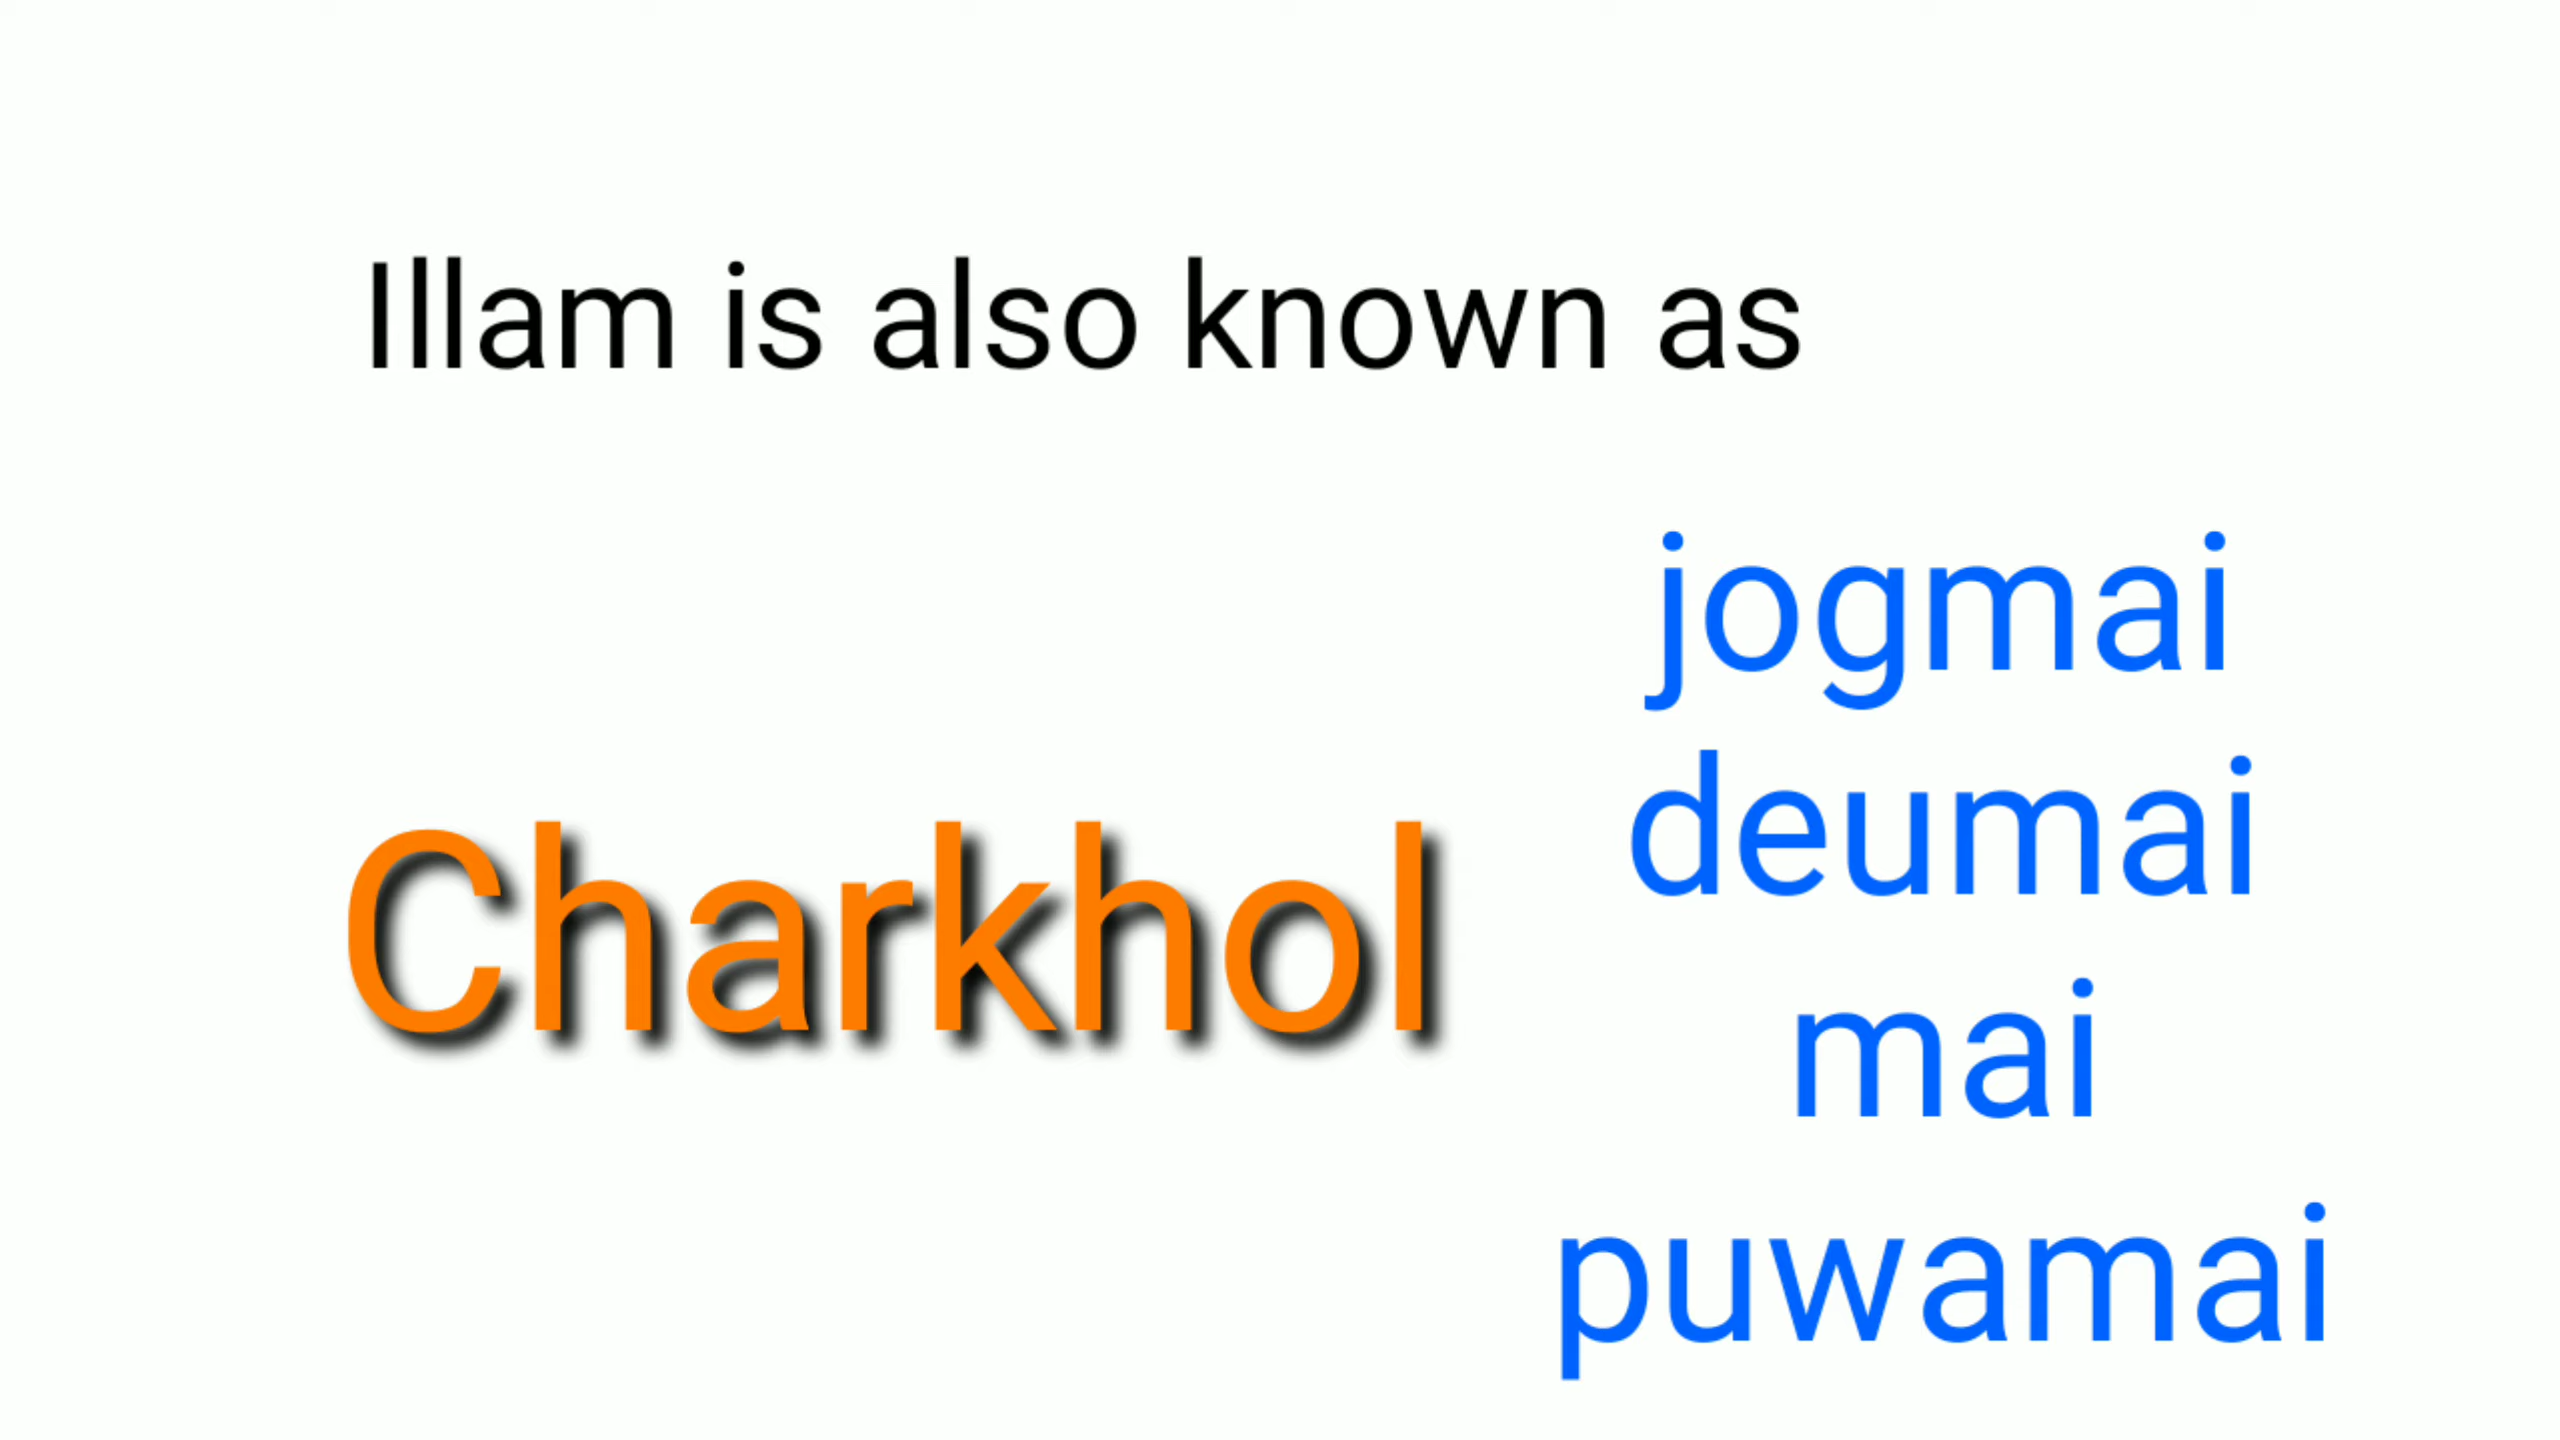 Illam is also known as
Charkhol
jogmai
deumai
mai
puwamai